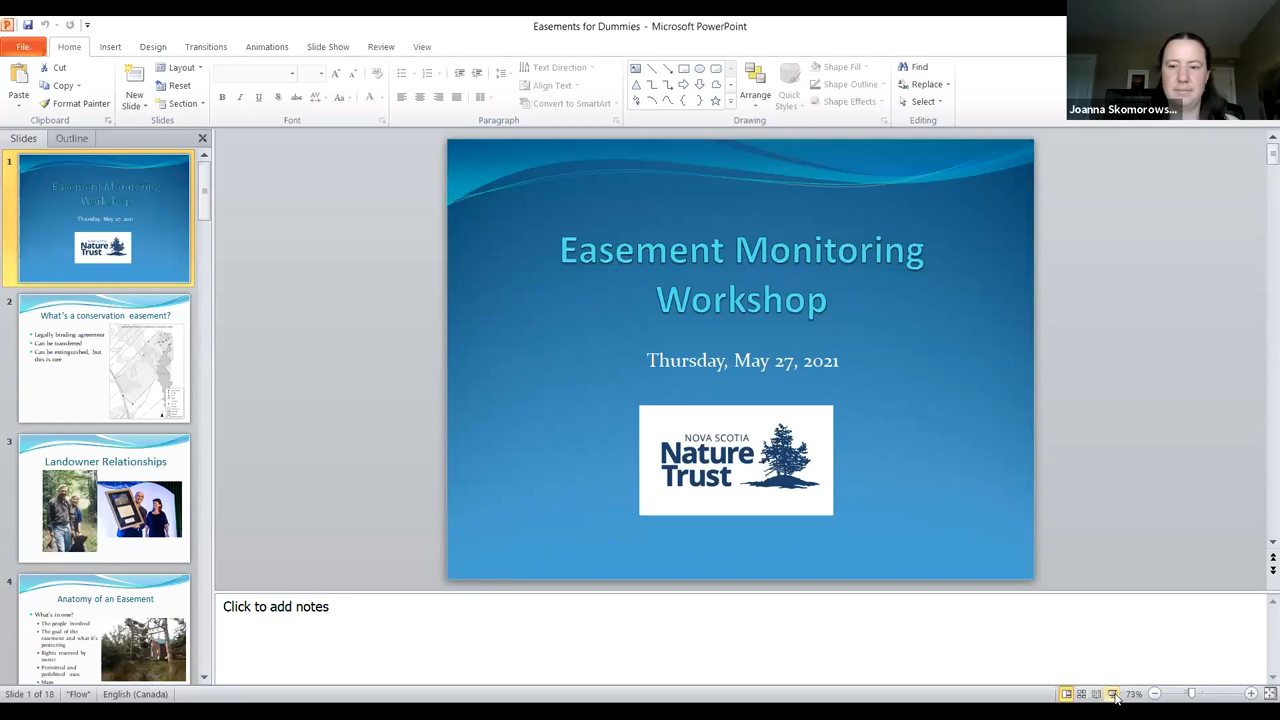 Easements for Dummies - Microsoft PowerPoint
File
Home
Insert
Design
Transitions
Animations
Slide Show
Review
View
Cut
Copy
Format Painter
Paste
Clipboard
New
Slide
Layout
Reset
Section
Slides
Font
Text Direction
Align Text
Convert to SmartArt
Paragraph
Arrange
Quick
Styles
Shape Fill
Shape Outline
Shape Effects
Drawing
Find
Replace
Select
Editing
Joanna Skomorows...
Slides
Outline
1
Easement Monitoring
Workshop
Thursday, May 27, 2021
NOVA SCOTIA
Nature
Trust
2
What's a conservation easement?
Legally binding agreement
Can be transferred
Can be extinguished, but
this is rare
3
Landowner Relationships
4
Anatomy of an Easement
What's in one?
The people involved
The goal of the
easement and what it's
protecting
Rights reserved by
owner
Permitted and
prohibited uses
Maps
Easement Monitoring
Workshop
Thursday, May 27, 2021
NOVA SCOTIA
Nature
Trust
Click to add notes
Slide 1 of 18
"Flow"
English (Canada)
73%